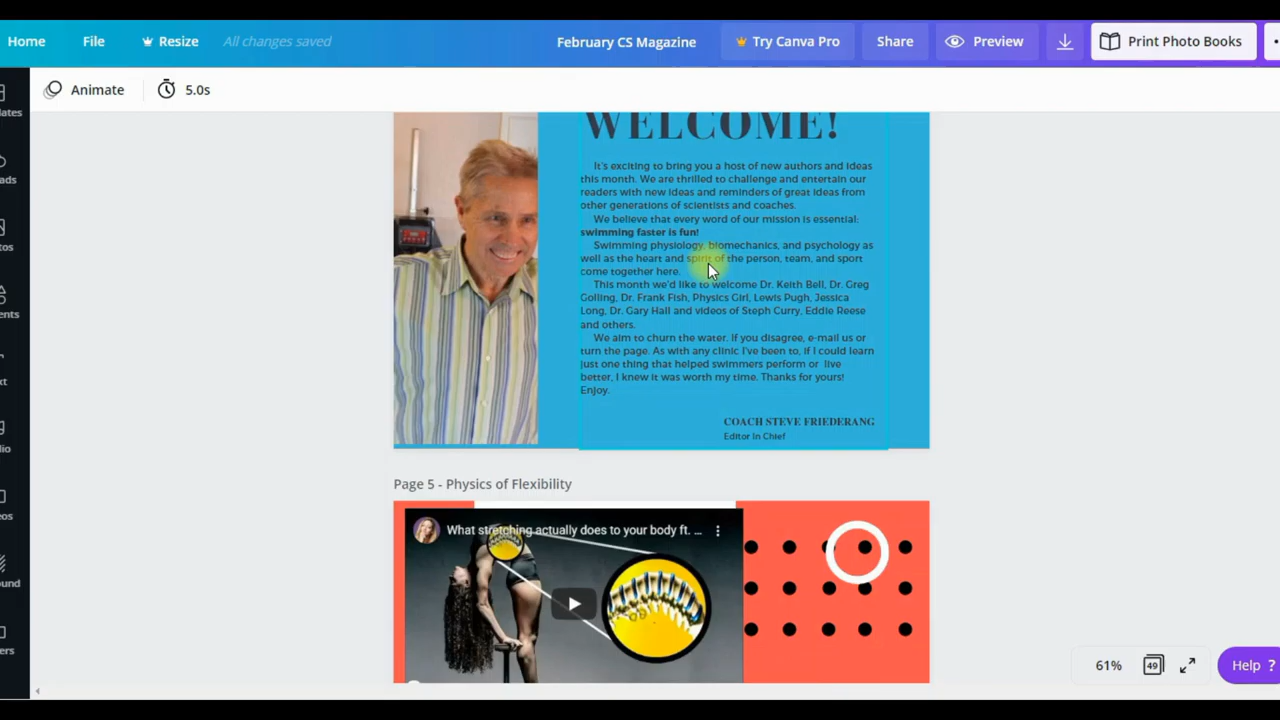 Home File Resize All changes saved February CS Magazine Try Canva Pro Share Preview Print Photo Books
Animate 5.0s
WELCOME!
It's exciting to bring you a host of new authors and ideas
this month. We are thrilled to challenge and entertain our
readers with new ideas and reminders of great ideas from
other generations of scientists and coaches.
We believe that every word of our mission is essential:
swimming faster is fun!
Swimming physiology, biomechanics, and psychology as
well as the heart and spirit of the person, team, and sport
come together here.
This month we'd like to welcome Dr. Keith Bell, Dr. Greg
Golling, Dr. Frank Fish, Physics Girl, Lewis Pugh, Jessica
Long, Dr. Gary Hall and videos of Steph Curry, Eddie Reese
and others.
We aim to churn the water. If you disagree, e-mail us or
turn the page. As with any clinic I've been to, if I could learn
just one thing that helped swimmers perform or live
better, I knew it was worth my time. Thanks for yours!
Enjoy.
COACH STEVE FRIEDERANG
Editor In Chief
Page 5 - Physics of Flexibility
What stretching actually does to your body ft. ...
61% 49 Help ?
lates
ads
tos
ents
xt
dio
eos
ound
ers